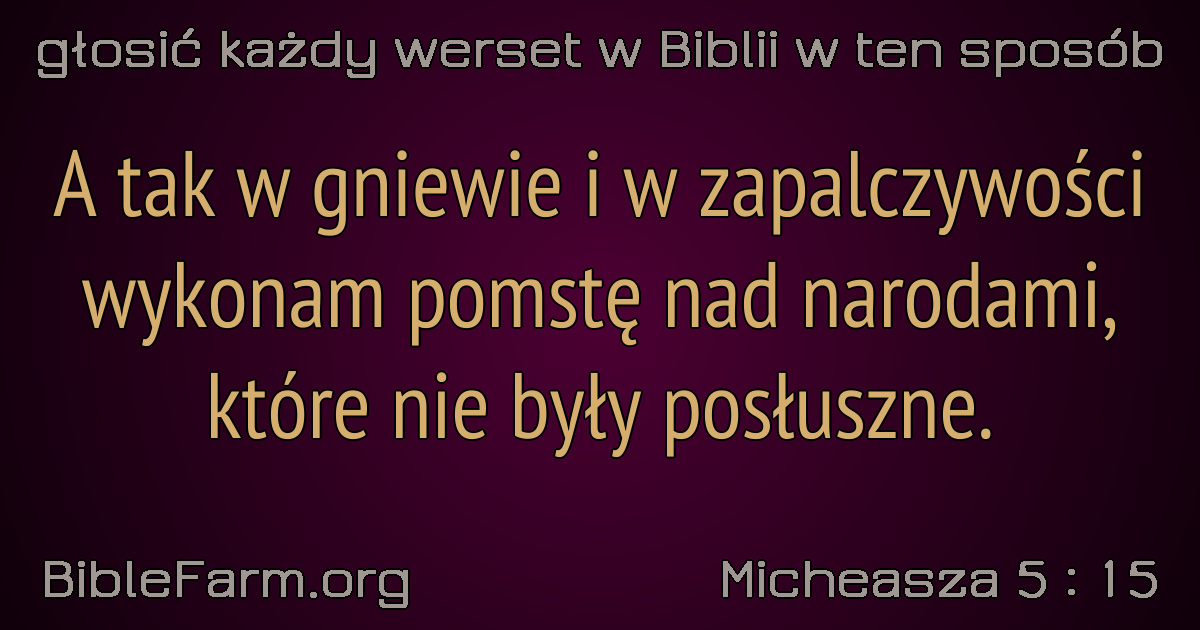 głosić każdy werset w Biblii w ten sposób
A tak w gniewie i w zapalczywości
wykonam pomstę nad narodami,
które nie były posłuszne.
BibleFarm.org
Micheasza 5 : 15